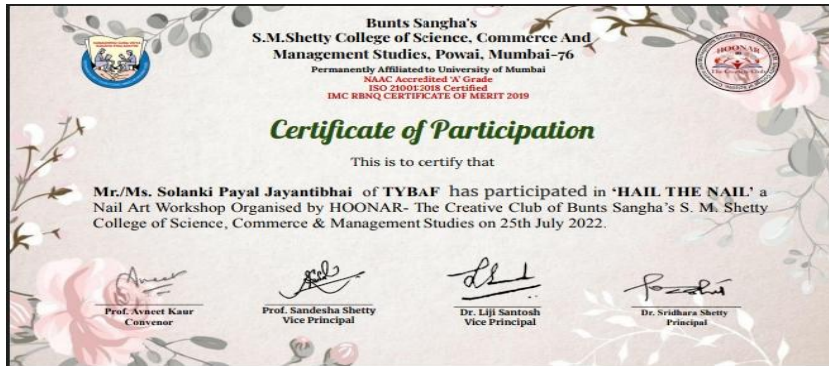 Bunts Sangha's
S.M.Shetty College of Science, Commerce And
Management Studies, Powai, Mumbai-76
Permanently Affiliated to University of Mumbai
NAAC Accredited 'A' Grade
ISO 21001:2018 Certified
IMC RBNQ CERTIFICATE OF MERIT 2019
HOONAR
The Creative Club
Certificate of Participation
This is to certify that
Mr./Ms. Solanki Payal Jayantibhai of TYBAF has participated in 'HAIL THE NAIL' a
Nail Art Workshop Organised by HOONAR- The Creative Club of Bunts Sangha's S. M. Shetty
College of Science, Commerce & Management Studies on 25th July 2022.
Avneet
Prof. Avneet Kaur
Convenor
Prof. Sandesha Shetty
Vice Principal
Dr. Liji Santosh
Vice Principal
Dr. Sridhara Shetty
Principal